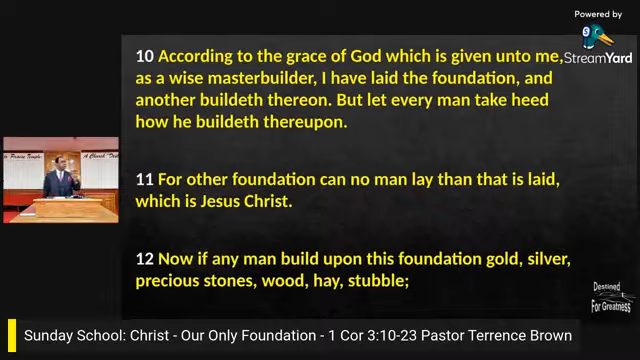 Powered by
StreamYard
10 According to the grace of God which is given unto me,
as a wise masterbuilder, I have laid the foundation, and
another buildeth thereon. But let every man take heed
how he buildeth thereupon.
11 For other foundation can no man lay than that is laid,
which is Jesus Christ.
12 Now if any man build upon this foundation gold, silver,
precious stones, wood, hay, stubble;
Praise Temple
A Church
Destined
For Greatness
Sunday School: Christ - Our Only Foundation - 1 Cor 3:10-23 Pastor Terrence Brown